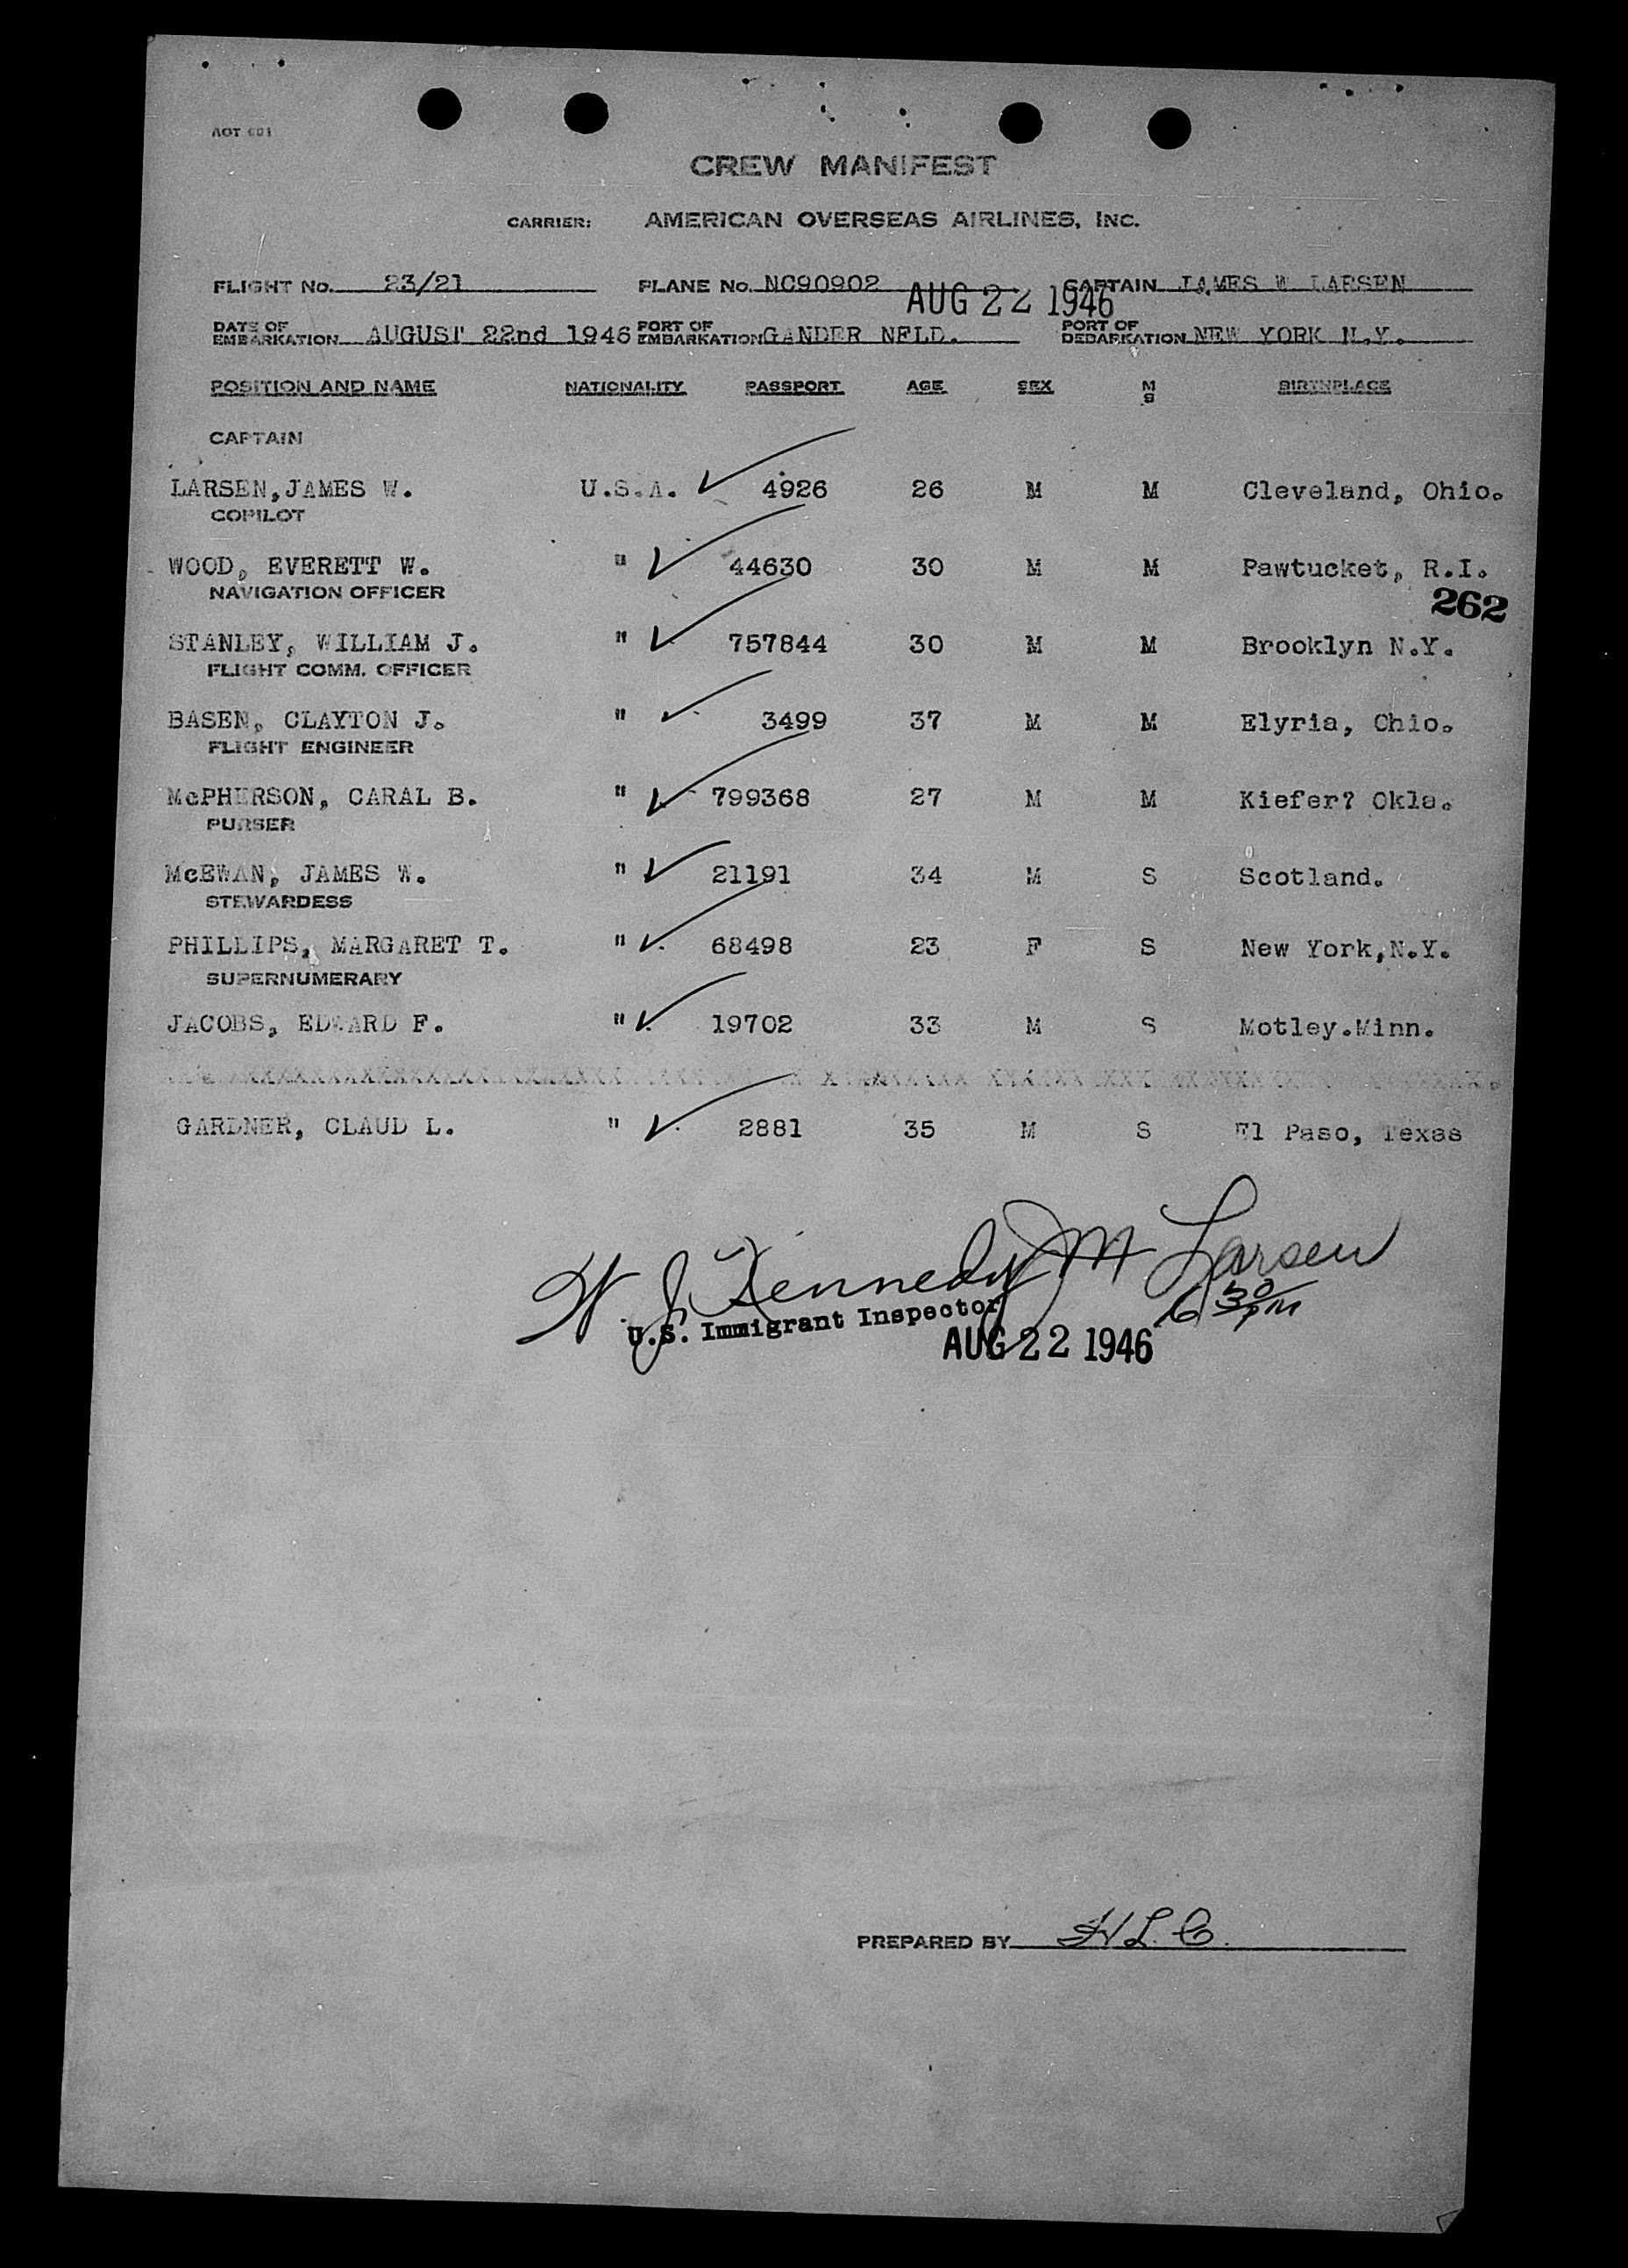 AOT 601
CREW MANIFEST
CARRIER: AMERICAN OVERSEAS AIRLINES, INC.
FLIGHT No. 23/21 PLANE No. NC90902 CAPTAIN JAMES W LARSEN
AUG 22 1946
DATE OF EMBARKATION AUGUST 22nd 1946 PORT OF EMBARKATION GANDER NFLD. PORT OF DEBARKATION NEW YORK N.Y.
POSITION AND NAME NATIONALITY PASSPORT AGE SEX M S BIRTHPLACE
CAPTAIN
LARSEN,JAMES W. U.S.A. 4926 26 M M Cleveland, Ohio.
COPILOT
WOOD, EVERETT W. " 44630 30 M M Pawtucket, R.I.
NAVIGATION OFFICER
262
STANLEY, WILLIAM J. " 757844 30 M M Brooklyn N.Y.
FLIGHT COMM. OFFICER
BASEN, CLAYTON J. " 3499 37 M M Elyria, Ohio.
FLIGHT ENGINEER
McPHERSON, CARAL B. " 799368 27 M M Kiefer? Okla.
PURSER
McEWAN, JAMES W. " 21191 34 M S Scotland.
STEWARDESS
PHILLIPS, MARGARET T. " 68498 23 F S New York,N.Y.
SUPERNUMERARY
JACOBS, EDWARD F. " 19702 33 M S Motley.Minn.
GARDNER, CLAUD L. " 2881 35 M S El Paso, Texas
W. J. Kennedy J M Larsen
U.S. Immigrant Inspector 6 30 PM
AUG 22 1946
PREPARED BY H L C.